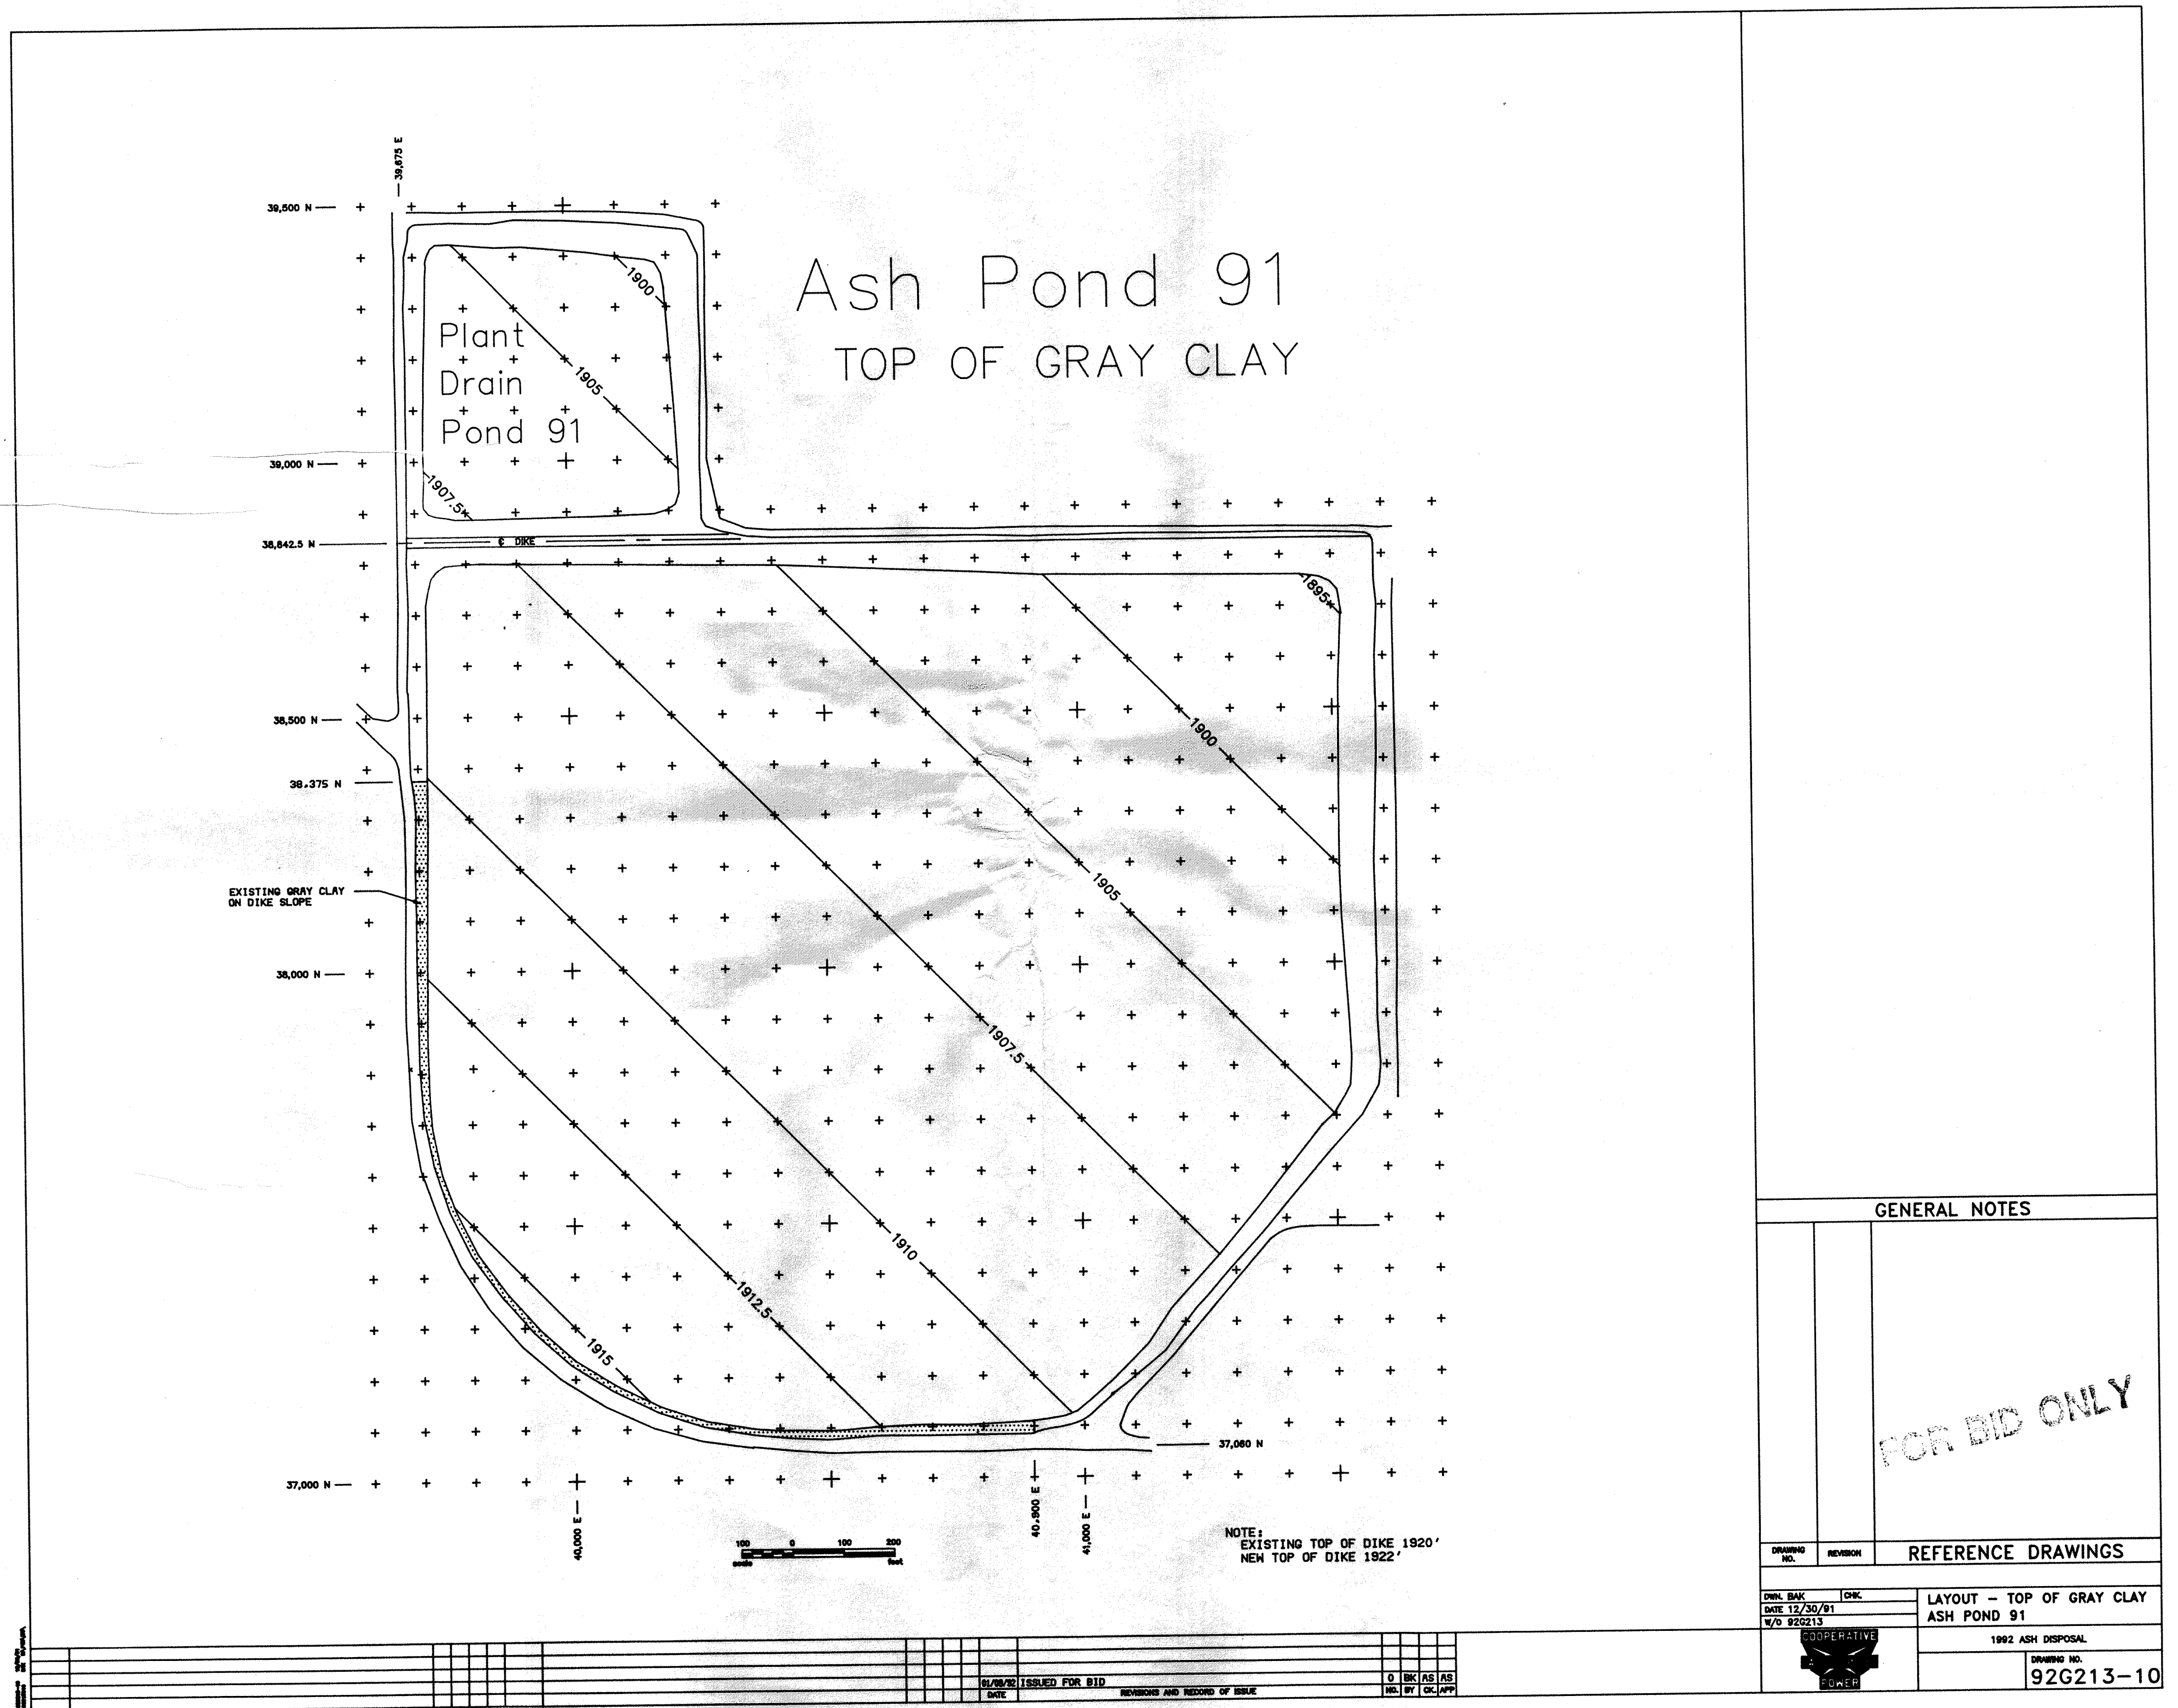 39,675 E
39,500 N
Ash Pond 91
TOP OF GRAY CLAY
1900
Plant
Drain
Pond 91
1905
39,000 N
1907.5
38,842.5 N
℄ DIKE
1895
38,500 N
1900
38,375 N
EXISTING GRAY CLAY
ON DIKE SLOPE
1905
38,000 N
1907.5
1910
1912.5
1915
37,060 N
37,000 N
40,000 E
40,900 E
41,000 E
100 0 100 200
scale feet
NOTE:
EXISTING TOP OF DIKE 1920'
NEW TOP OF DIKE 1922'
GENERAL NOTES
FOR BID ONLY
DRAWING NO. REVISION REFERENCE DRAWINGS
DWN. BAK CHK.
DATE 12/30/91
W/O 92G213
LAYOUT - TOP OF GRAY CLAY
ASH POND 91
COOPERATIVE
POWER
1992 ASH DISPOSAL
DRAWING NO.
92G213-10
ISSUED FOR BID 0 BK AS AS
DATE REVISIONS AND RECORD OF ISSUE NO. BY CK. APP